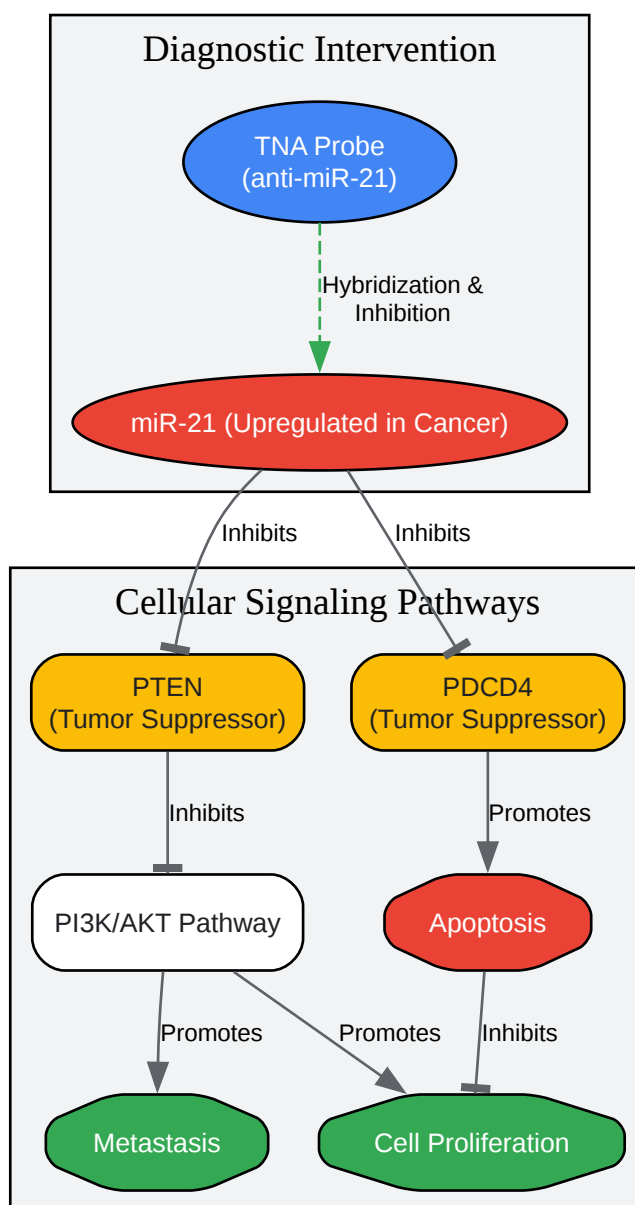 Diagnostic Intervention
TNA Probe
(anti-miR-21)
Hybridization &
Inhibition
miR-21 (Upregulated in Cancer)
Inhibits
Inhibits
Cellular Signaling Pathways
PTEN
(Tumor Suppressor)
PDCD4
(Tumor Suppressor)
Inhibits
Promotes
PI3K/AKT Pathway
Apoptosis
Promotes
Promotes
Inhibits
Metastasis
Cell Proliferation